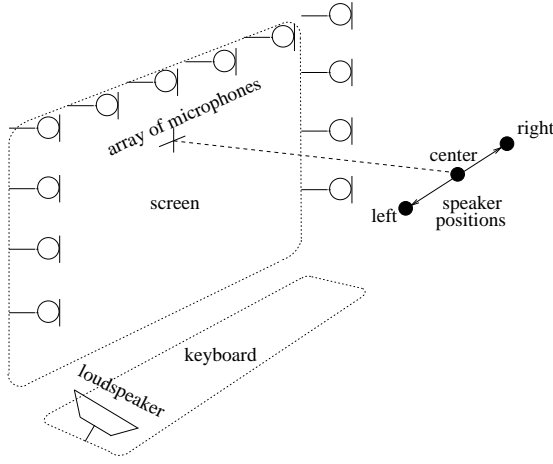 array of microphones
right
center
screen
left
speaker
positions
keyboard
loudspeaker